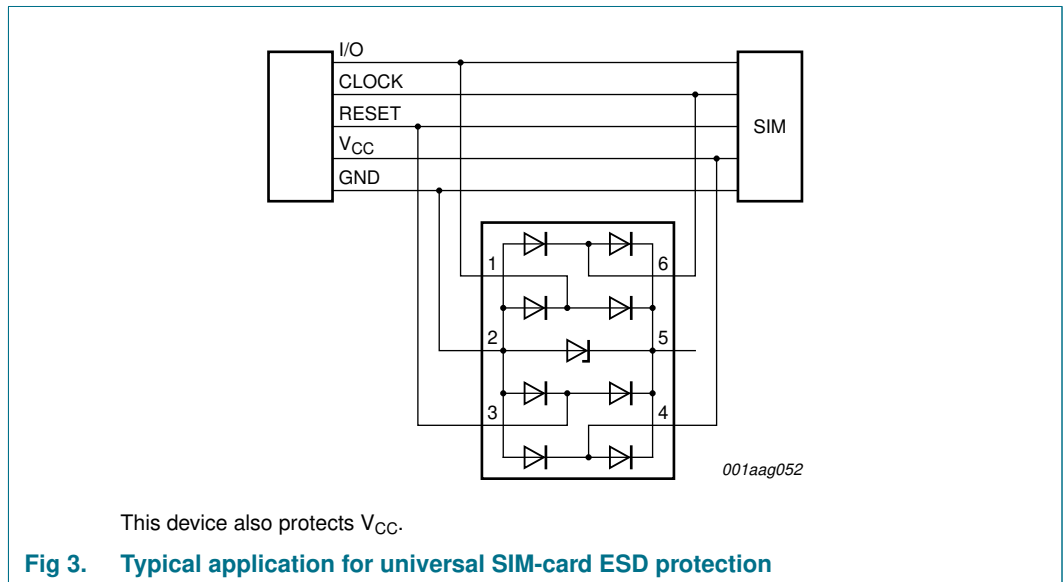 I/O
CLOCK
RESET
SIM
VCC
GND
1
6
2
5
3
4
001aag052
This device also protects VCC.
Fig 3. Typical application for universal SIM-card ESD protection